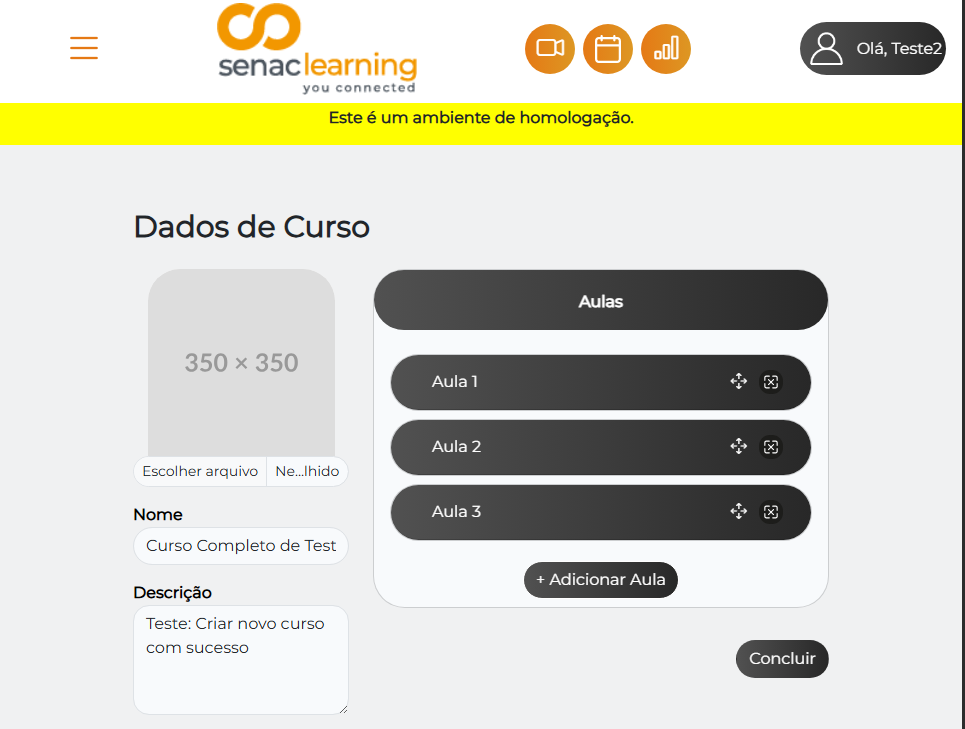 senaclearning
you connected
Olá, Teste2
Este é um ambiente de homologação.
Dados de Curso
350 × 350
Escolher arquivo
Ne...lhido
Nome
Curso Completo de Test
Descrição
Teste: Criar novo curso
com sucesso
Aulas
Aula 1
Aula 2
Aula 3
+ Adicionar Aula
Concluir